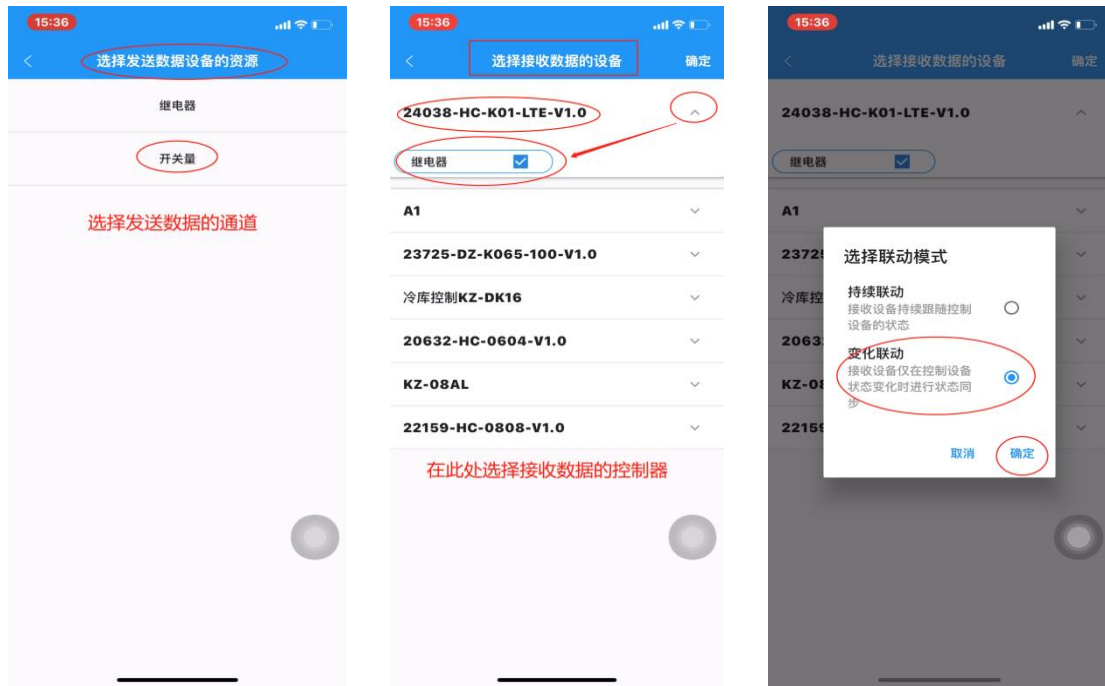 15:36
选择发送数据设备的资源
继电器
开关量
选择发送数据的通道
15:36
选择接收数据的设备
确定
24038-HC-K01-LTE-V1.0
继电器
A1
23725-DZ-K065-100-V1.0
冷库控制KZ-DK16
20632-HC-0604-V1.0
KZ-08AL
22159-HC-0808-V1.0
在此处选择接收数据的控制器
15:36
选择接收数据的设备
确定
24038-HC-K01-LTE-V1.0
继电器
A1
2372
冷库控
2063
KZ-08
2215
选择联动模式
持续联动
接收设备持续跟随控制
设备的状态
变化联动
接收设备仅在控制设备
状态变化时进行状态同
步
取消
确定